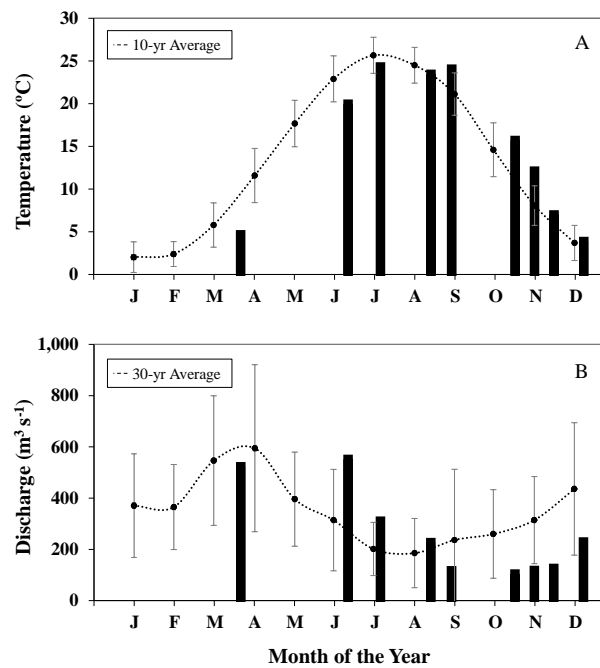 30
25
20
15
10
5
0
Temperature (°C)
10-yr Average
A
J F M A M J J A S O N D
1,000
800
600
400
200
0
Discharge (m³ s⁻¹)
30-yr Average
B
J F M A M J J A S O N D
Month of the Year